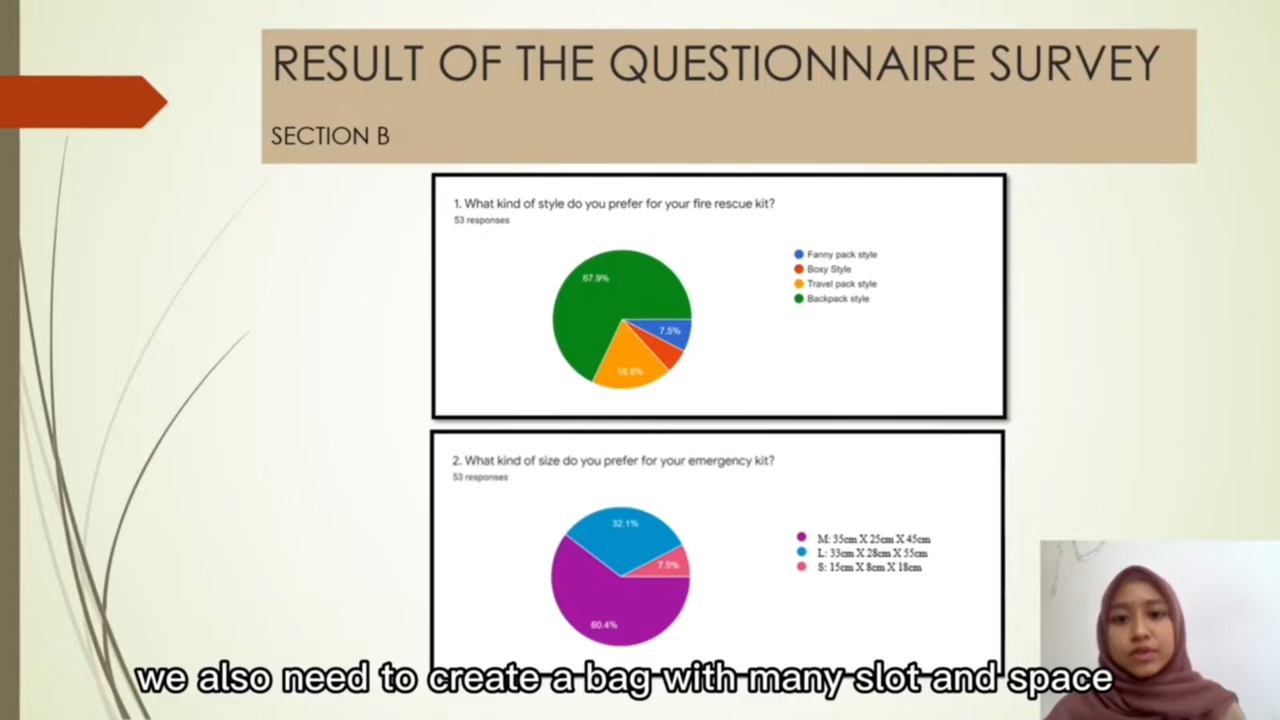 RESULT OF THE QUESTIONNAIRE SURVEY
SECTION B
1. What kind of style do you prefer for your fire rescue kit?
53 responses
67.9%
7.5%
18.9%
Fanny pack style
Boxy Style
Travel pack style
Backpack style
2. What kind of size do you prefer for your emergency kit?
53 responses
32.1%
7.5%
60.4%
M: 35cm X 25cm X 45cm
L: 33cm X 28cm X 55cm
S: 15cm X 8cm X 18cm
we also need to create a bag with many slot and space